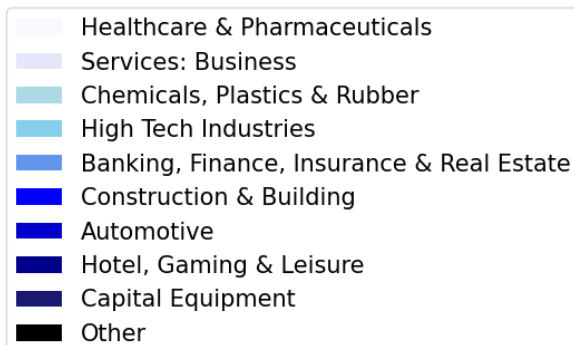 Healthcare & Pharmaceuticals
Services: Business
Chemicals, Plastics & Rubber
High Tech Industries
Banking, Finance, Insurance & Real Estate
Construction & Building
Automotive
Hotel, Gaming & Leisure
Capital Equipment
Other